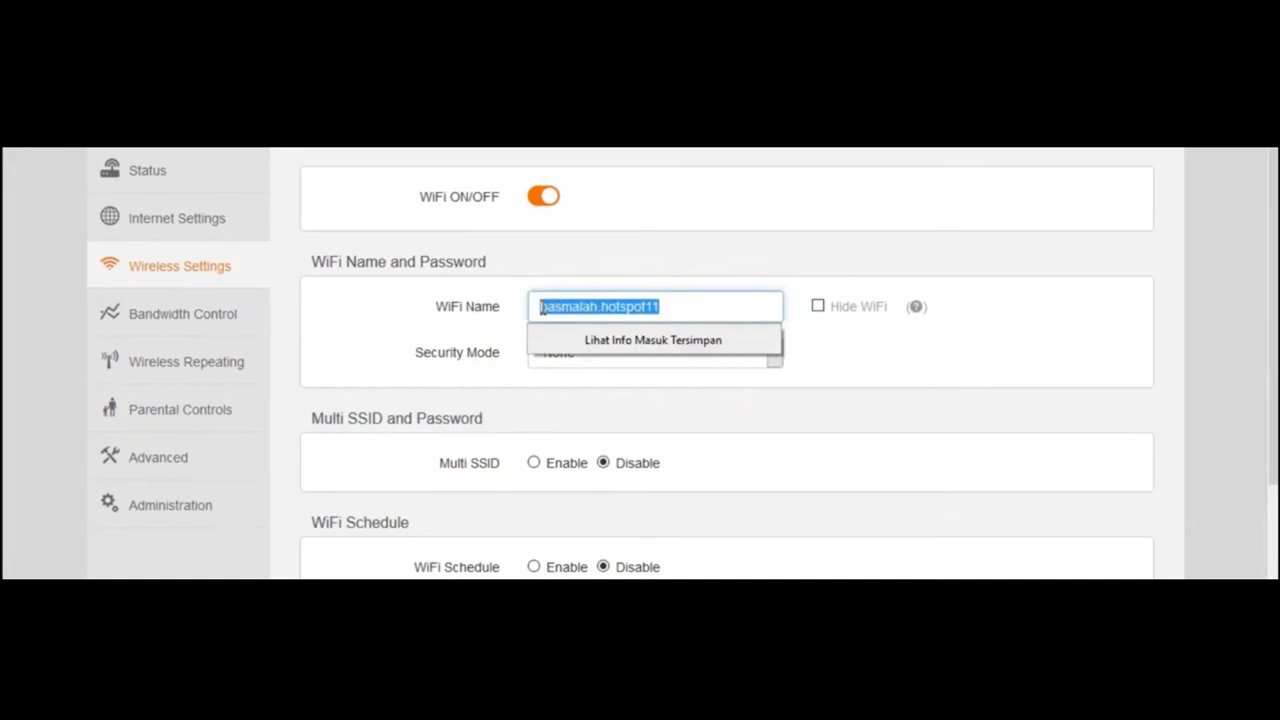 Status
Internet Settings
Wireless Settings
Bandwidth Control
Wireless Repeating
Parental Controls
Advanced
Administration
WiFi ON/OFF
WiFi Name and Password
WiFi Name basmalah.hotspot11 Hide WiFi (?)
Lihat Info Masuk Tersimpan
Security Mode None
Multi SSID and Password
Multi SSID Enable Disable
WiFi Schedule
WiFi Schedule Enable Disable